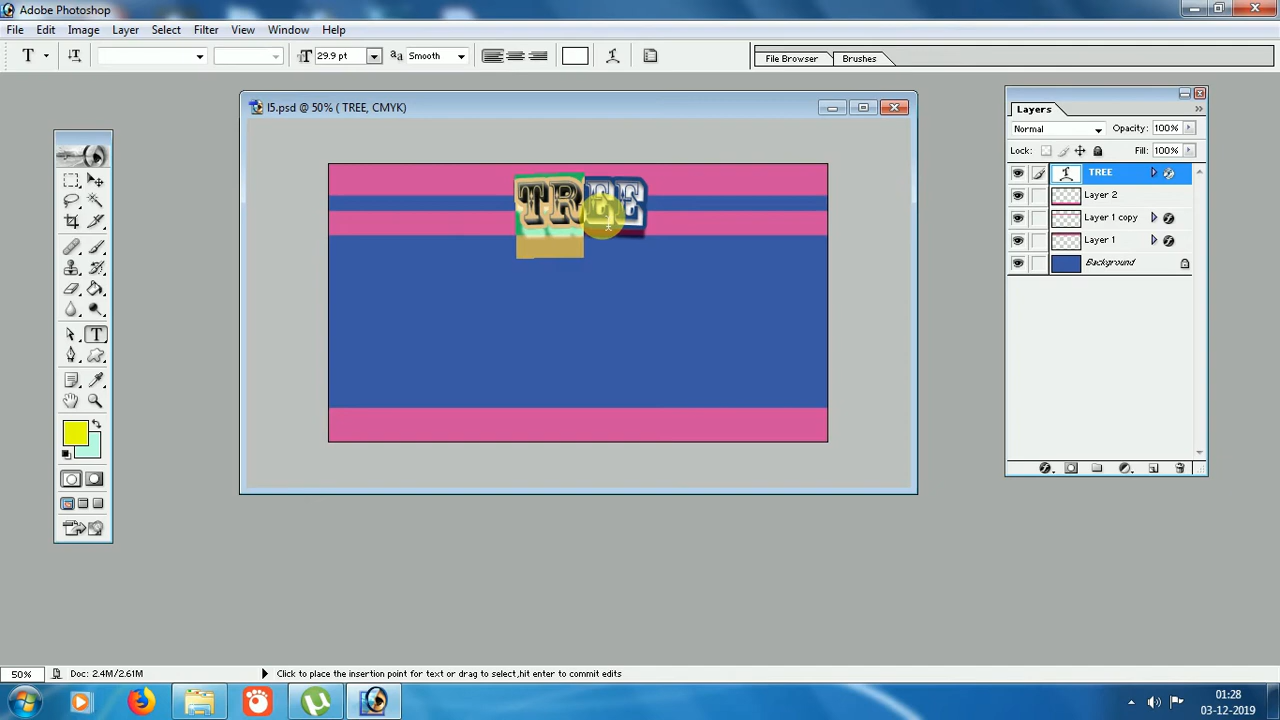 Adobe Photoshop
File Edit Image Layer Select Filter View Window Help
T T 29.9 pt aa Smooth File Browser Brushes
l5.psd @ 50% ( TREE, CMYK)
TREE
Layers
Normal Opacity: 100%
Lock: Fill: 100%
TREE
Layer 2
Layer 1 copy
Layer 1
Background
50% Doc: 2.4M/2.61M Click to place the insertion point for text or drag to select,hit enter to commit edits
01:28
03-12-2019